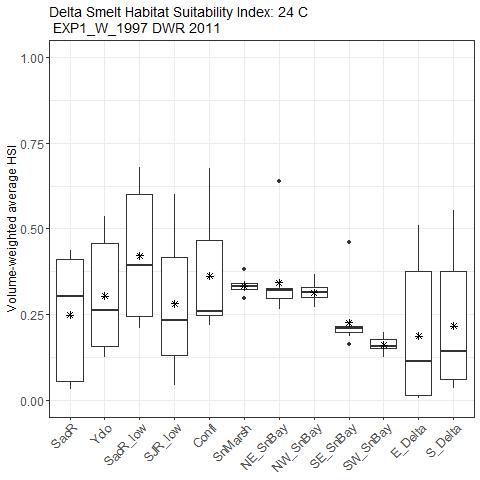 Delta Smelt Habitat Suitability Index: 24 C
EXP1_W_1997 DWR 2011
Volume-weighted average HSI
1.00
0.75
0.50
0.25
0.00
SacR
Yolo
SacR_low
SJR_low
Confl
SnMarsh
NE_SnBay
NW_SnBay
SE_SnBay
SW_SnBay
E_Delta
S_Delta